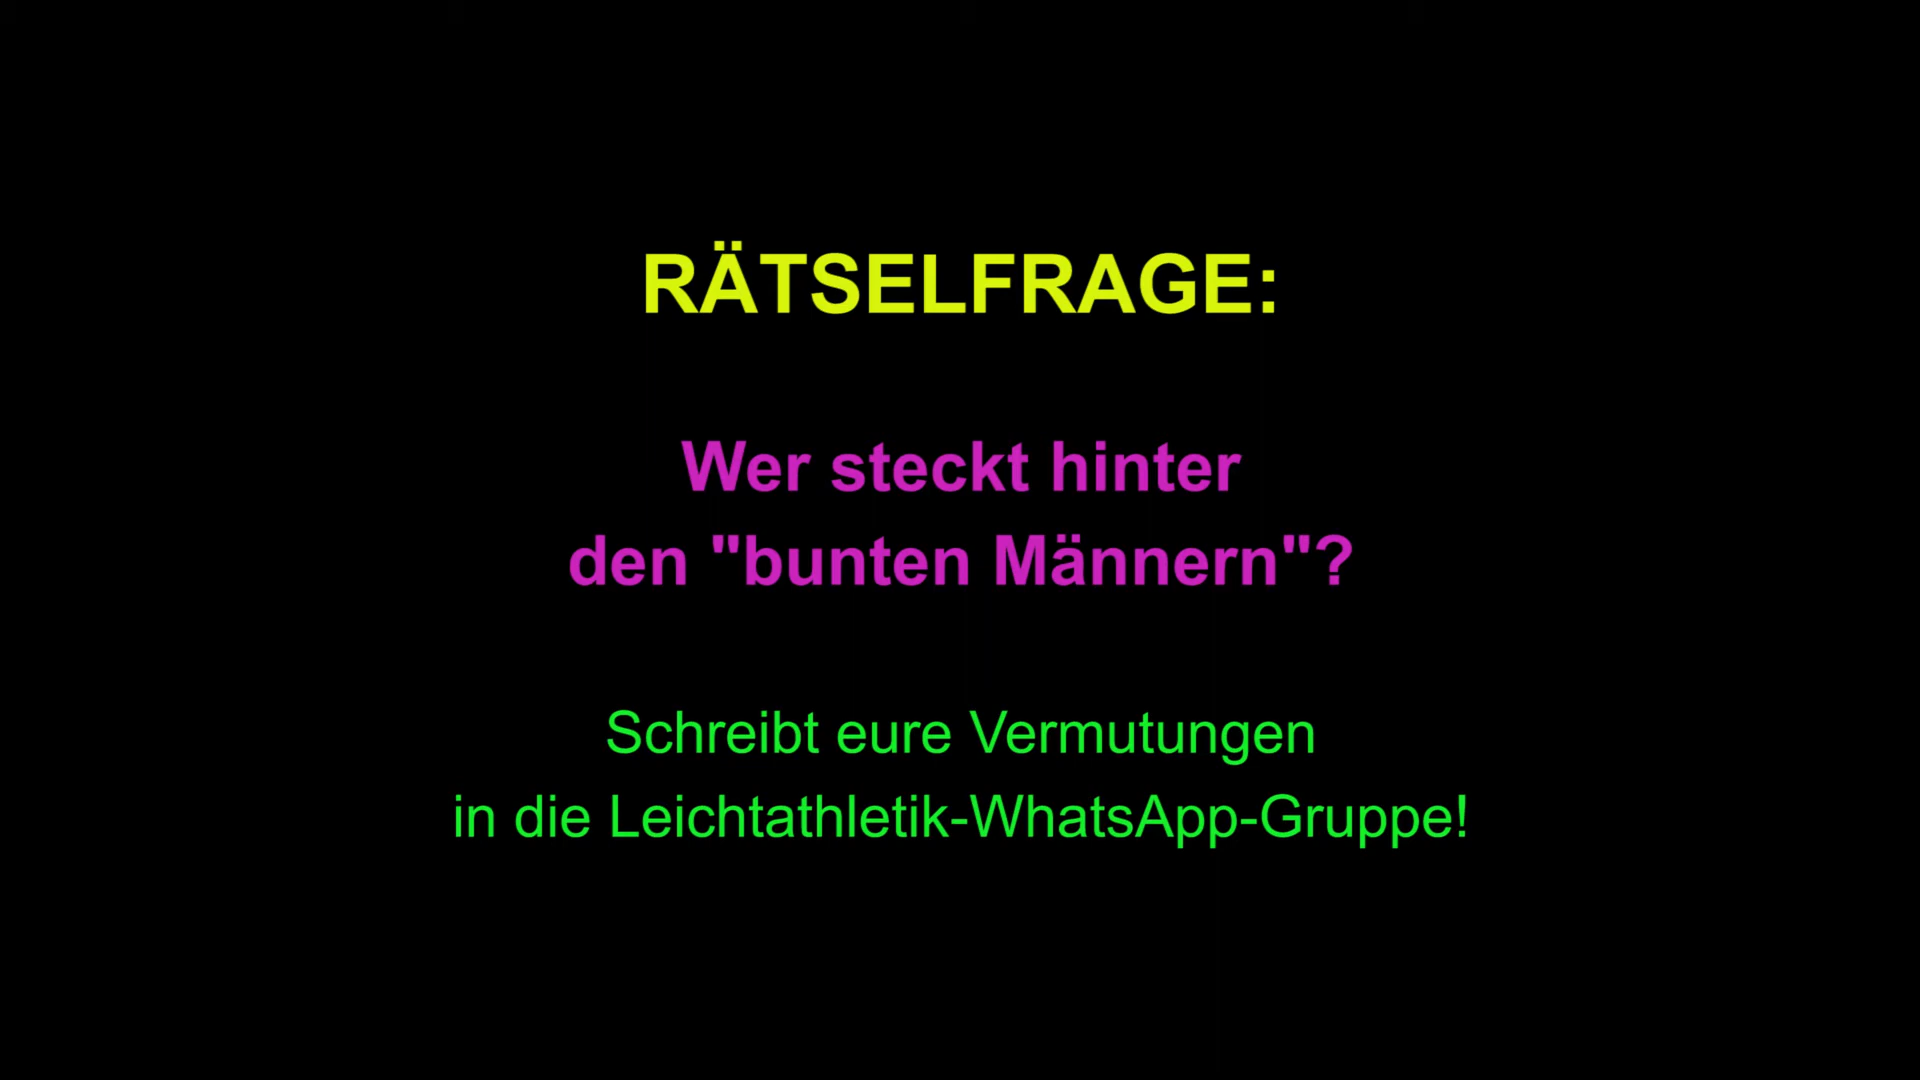 RÄTSELFRAGE:
Wer steckt hinter
den "bunten Männern"?
Schreibt eure Vermutungen
in die Leichtathletik-WhatsApp-Gruppe!